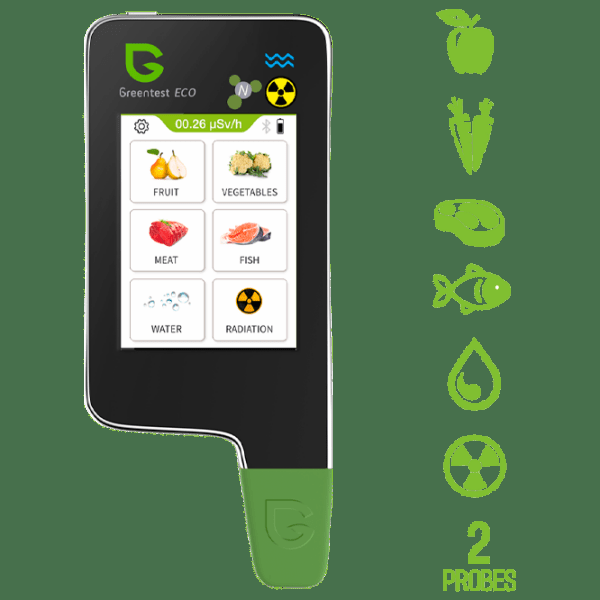 Greentest ECO
N
00.26 µSv/h
FRUIT
VEGETABLES
MEAT
FISH
WATER
RADIATION
2
PROBES